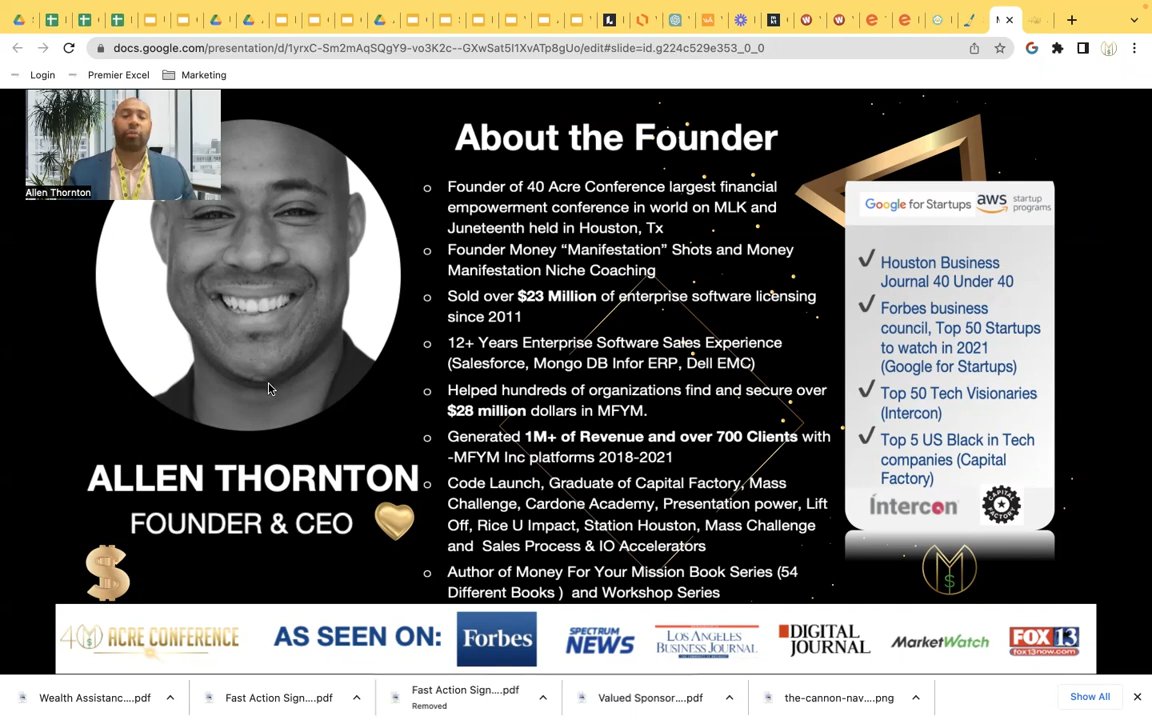 docs.google.com/presentation/d/1yrxC-Sm2mAqSQgY9-vo3K2c--GXwSat5I1XvATp8gUo/edit#slide=id.g224c529e353_0_0
Login
Premier Excel
Marketing
Allen Thornton
ALLEN THORNTON
FOUNDER & CEO
About the Founder
Founder of 40 Acre Conference largest financial
empowerment conference in world on MLK and
Juneteenth held in Houston, Tx
Founder Money “Manifestation” Shots and Money
Manifestation Niche Coaching
Sold over $23 Million of enterprise software licensing
since 2011
12+ Years Enterprise Software Sales Experience
(Salesforce, Mongo DB Infor ERP, Dell EMC)
Helped hundreds of organizations find and secure over
$28 million dollars in MFYM.
Generated 1M+ of Revenue and over 700 Clients with
-MFYM Inc platforms 2018-2021
Code Launch, Graduate of Capital Factory, Mass
Challenge, Cardone Academy, Presentation power, Lift
Off, Rice U Impact, Station Houston, Mass Challenge
and Sales Process & IO Accelerators
Author of Money For Your Mission Book Series (54
Different Books ) and Workshop Series
Google for Startups
aws startup programs
Houston Business
Journal 40 Under 40
Forbes business
council, Top 50 Startups
to watch in 2021
(Google for Startups)
Top 50 Tech Visionaries
(Intercon)
Top 5 US Black in Tech
companies (Capital
Factory)
Intercon
40 ACRE CONFERENCE
AS SEEN ON:
Forbes
SPECTRUM NEWS
LOS ANGELES BUSINESS JOURNAL
DIGITAL JOURNAL
MarketWatch
FOX 13
fox13now.com
Wealth Assistanc....pdf
Fast Action Sign....pdf
Fast Action Sign....pdf
Removed
Valued Sponsor....pdf
the-cannon-nav....png
Show All